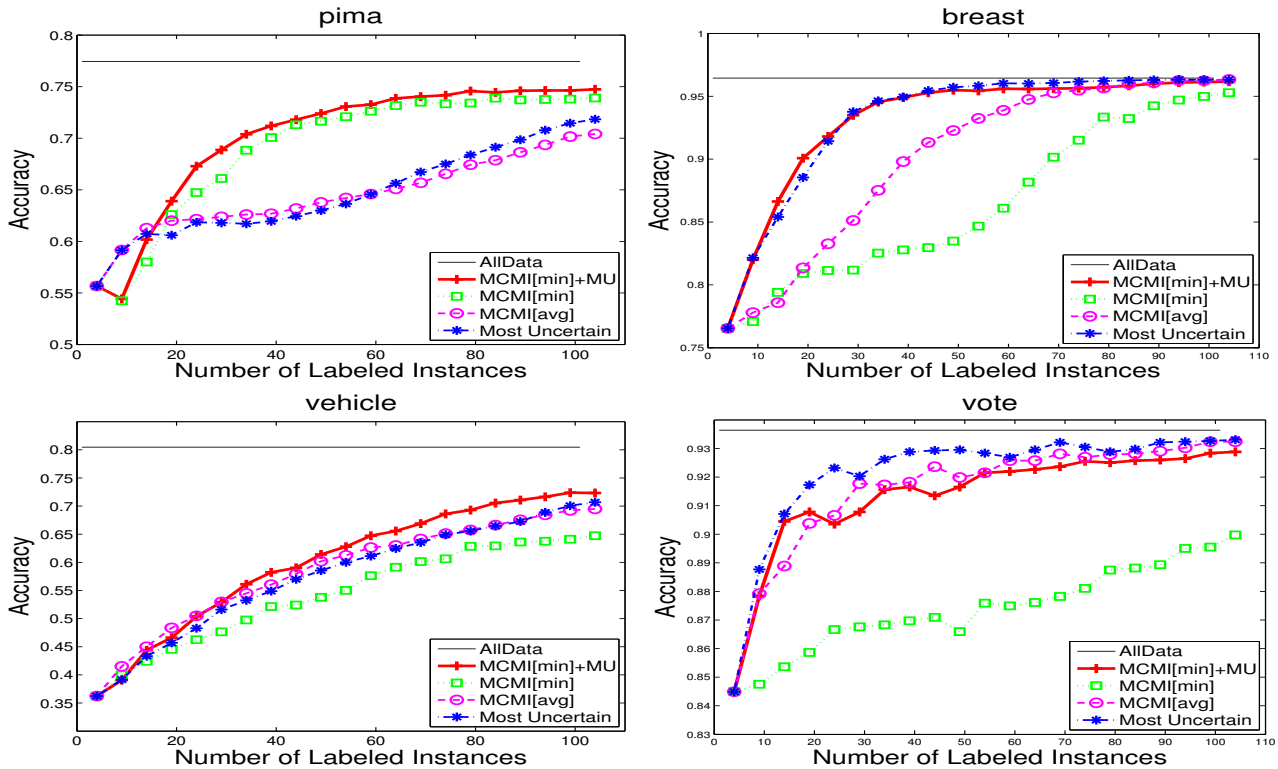 pima
0.8
0.75
0.7
0.65
0.6
0.55
0.5
Accuracy
0
20
40
60
80
100
Number of Labeled Instances
AllData
MCMI[min]+MU
MCMI[min]
MCMI[avg]
Most Uncertain
breast
1
0.95
0.9
0.85
0.8
0.75
Accuracy
0
10
20
30
40
50
60
70
80
90
100
110
Number of Labeled Instances
AllData
MCMI[min]+MU
MCMI[min]
MCMI[avg]
Most Uncertain
vehicle
0.8
0.7
0.65
0.6
0.55
0.5
0.45
0.4
0.35
Accuracy
0
20
40
60
80
100
Number of Labeled Instances
AllData
MCMI[min]+MU
MCMI[min]
MCMI[avg]
Most Uncertain
vote
0.93
0.92
0.91
0.9
0.89
0.88
0.87
0.86
0.85
0.84
0.83
Accuracy
0
10
20
30
40
50
60
70
80
90
100
110
Number of Labeled Instances
AllData
MCMI[min]+MU
MCMI[min]
MCMI[avg]
Most Uncertain